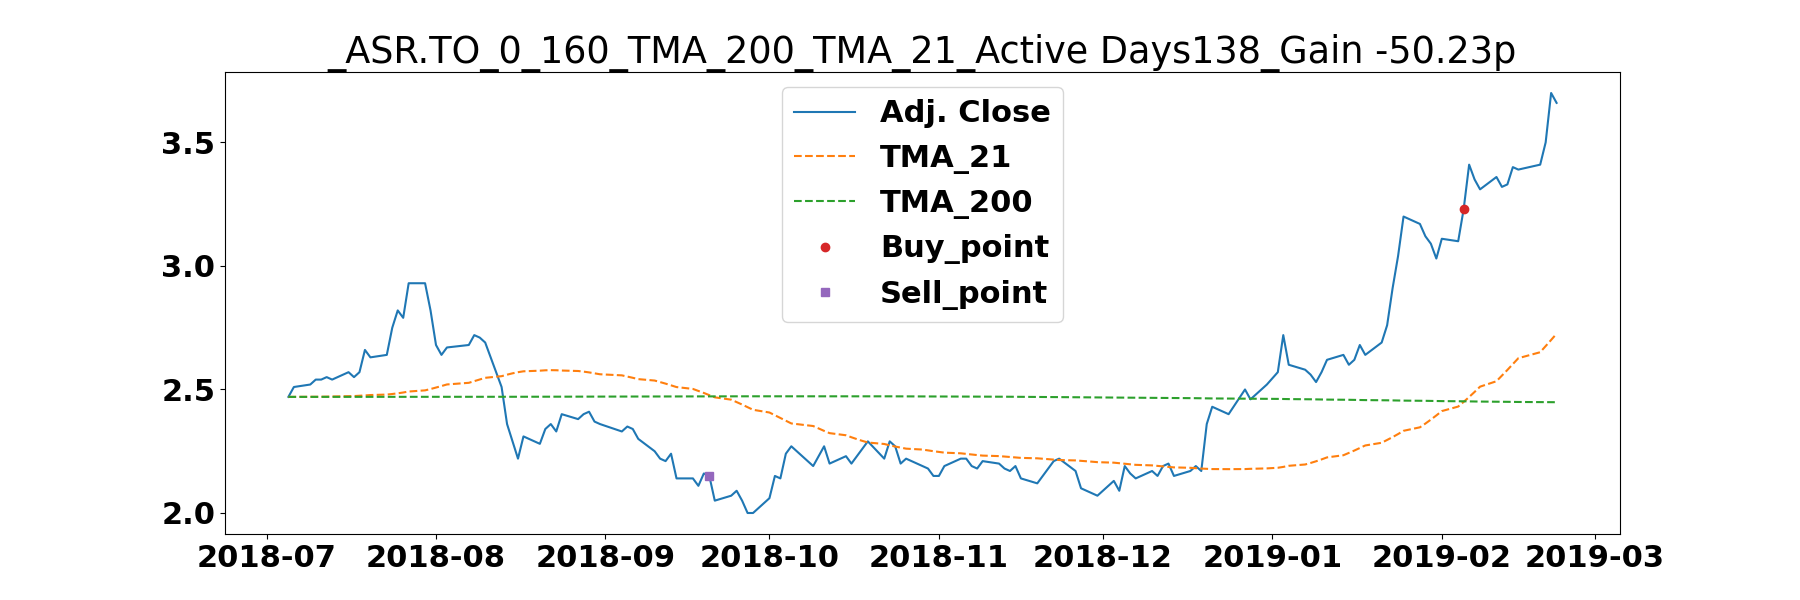 _ASR.TO_0_160_TMA_200_TMA_21_Active Days138_Gain -50.23p
Adj. Close
TMA_21
TMA_200
Buy_point
Sell_point
3.5
3.0
2.5
2.0
2018-07 2018-08 2018-09 2018-10 2018-11 2018-12 2019-01 2019-02 2019-03